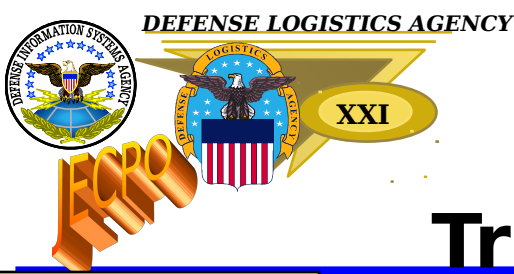 DEFENSE LOGISTICS AGENCY
DEFENSE INFORMATION SYSTEMS AGENCY
DEFENSE LOGISTICS AGENCY
XXI
JECPO
Tr